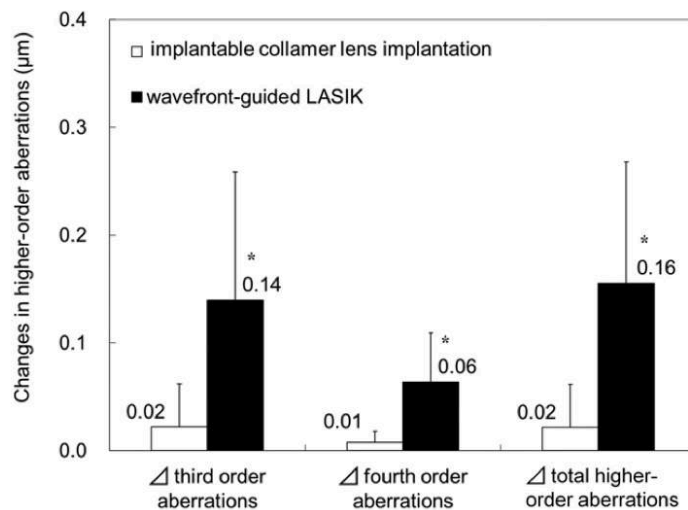 Changes in higher-order aberrations (μm)
0.4
0.3
0.2
0.1
0.0
implantable collamer lens implantation
wavefront-guided LASIK
*
0.14
0.02
*
0.06
0.01
*
0.16
0.02
⊿ third order
aberrations
⊿ fourth order
aberrations
⊿ total higher-
order aberrations